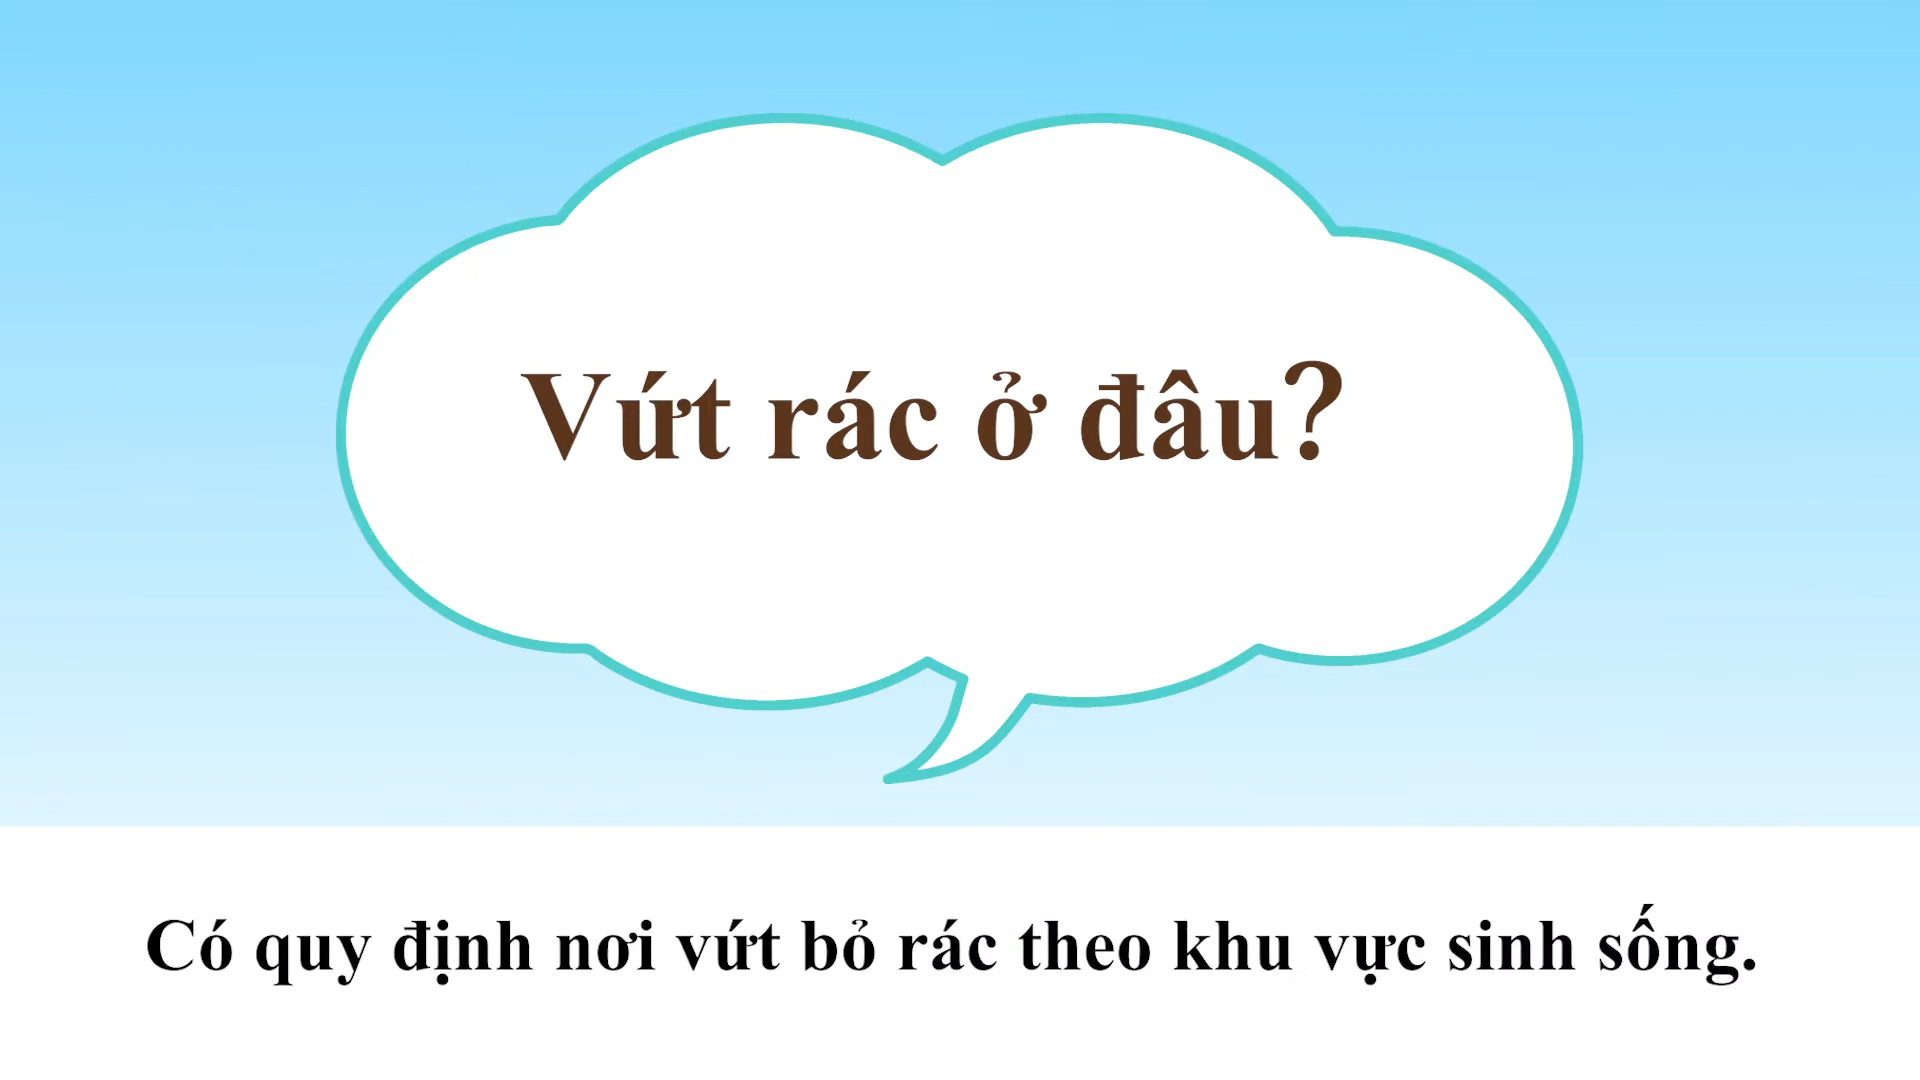 Vứt rác ở đâu?
Có quy định nơi vứt bỏ rác theo khu vực sinh sống.